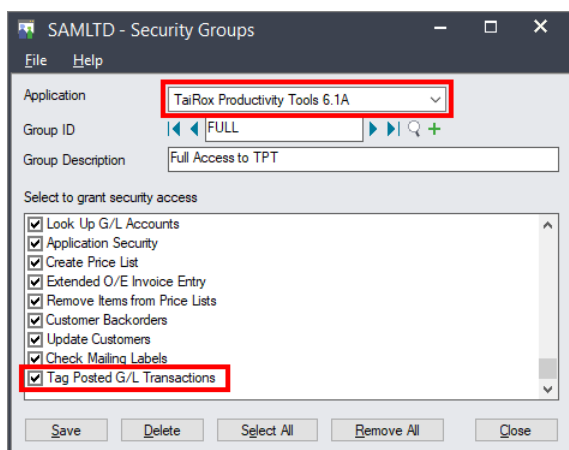 SAMLTD - Security Groups
File Help
Application TaiRox Productivity Tools 6.1A
Group ID FULL
Group Description Full Access to TPT
Select to grant security access
Look Up G/L Accounts
Application Security
Create Price List
Extended O/E Invoice Entry
Remove Items from Price Lists
Customer Backorders
Update Customers
Check Mailing Labels
Tag Posted G/L Transactions
Save Delete Select All Remove All Close